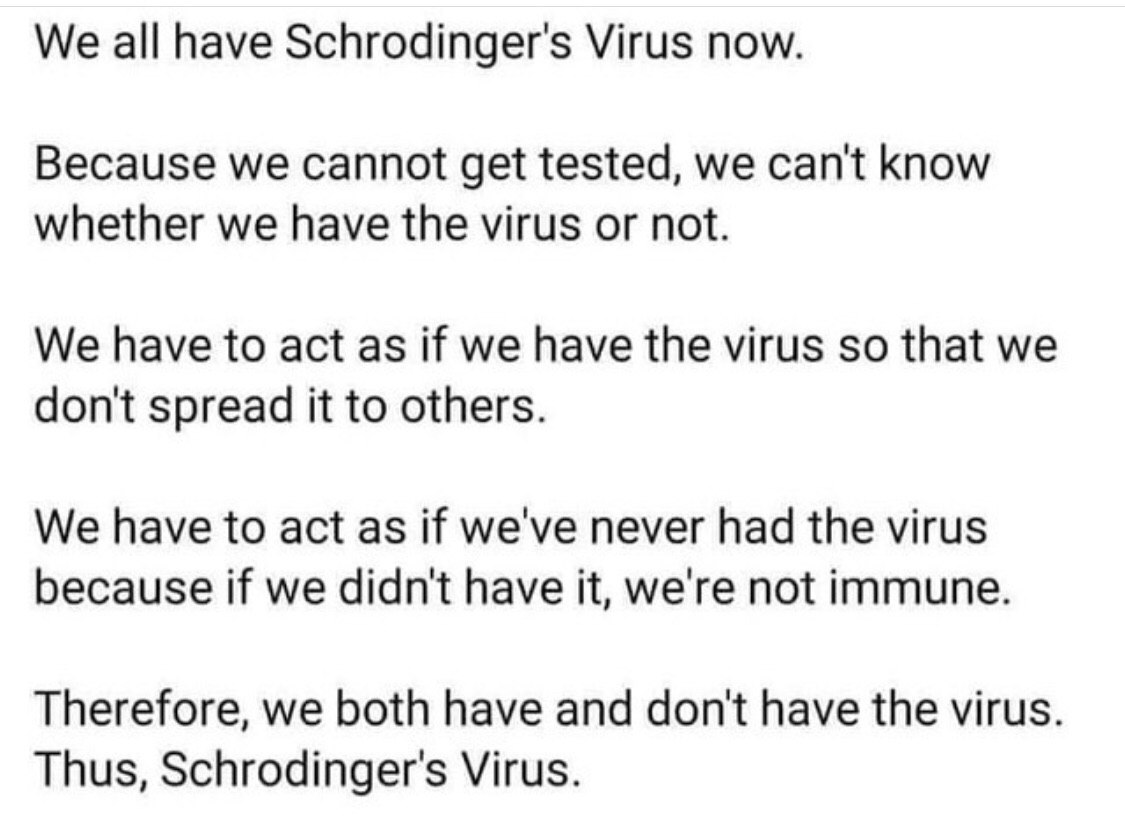 We all have Schrodinger's Virus now.
Because we cannot get tested, we can't know
whether we have the virus or not.
We have to act as if we have the virus so that we
don't spread it to others.
We have to act as if we've never had the virus
because if we didn't have it, we're not immune.
Therefore, we both have and don't have the virus.
Thus, Schrodinger's Virus.